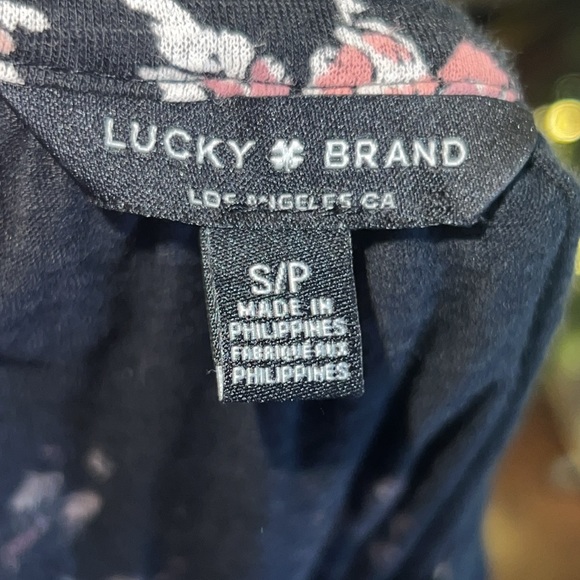 LUCKY BRAND
LOS ANGELES CA
S/P
MADE IN
PHILIPPINES
FABRIQUE AUX
PHILIPPINES